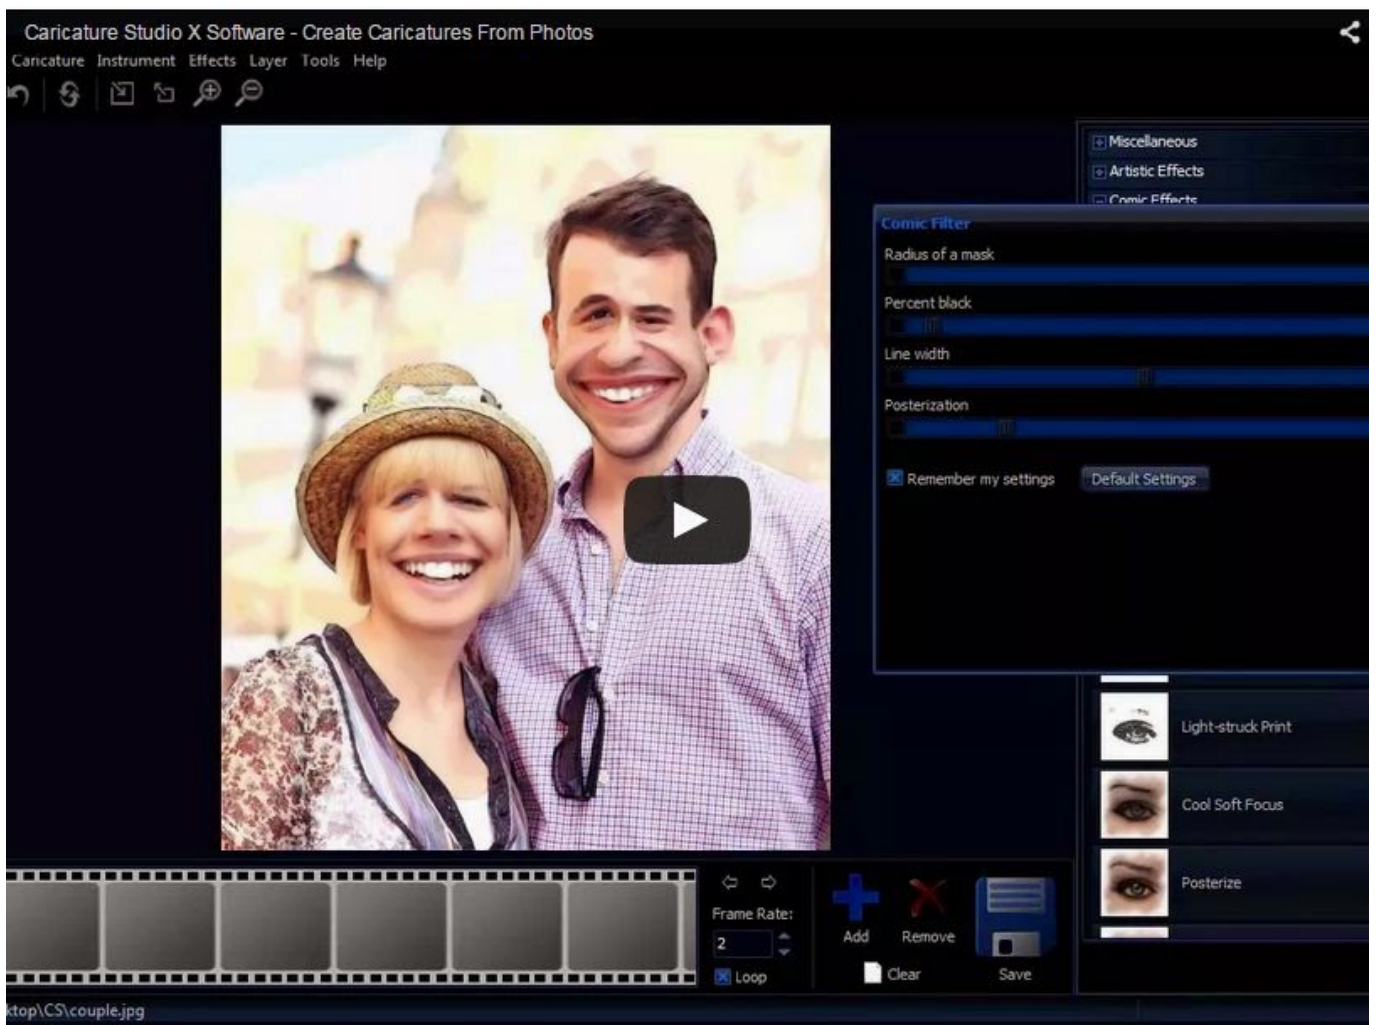 Caricature Studio X Software - Create Caricatures From Photos
Caricature Instrument Effects Layer Tools Help
Miscellaneous
Artistic Effects
Comic Effects
Comic Filter
Radius of a mask
Percent black
Line width
Posterization
Remember my settings Default Settings
Light-struck Print
Cool Soft Focus
Posterize
Frame Rate:
2
Loop
Add Remove
Clear Save
ktop\CS\couple.jpg